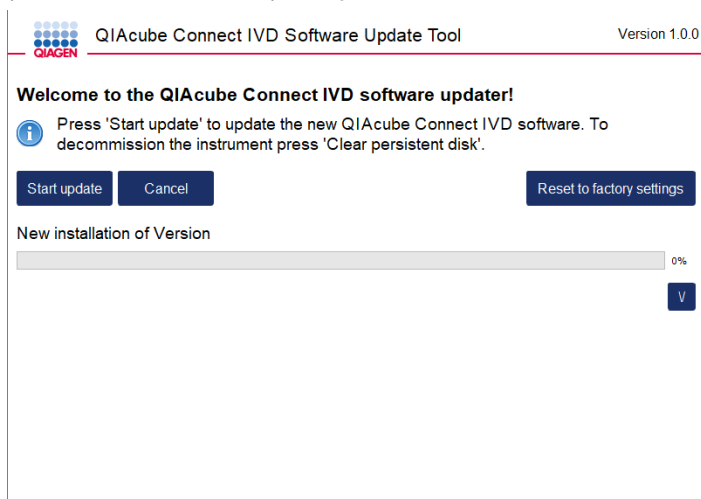 QIAGEN
QIAcube Connect IVD Software Update Tool
Version 1.0.0
Welcome to the QIAcube Connect IVD software updater!
Press 'Start update' to update the new QIAcube Connect IVD software. To
decommission the instrument press 'Clear persistent disk'.
Start update
Cancel
Reset to factory settings
New installation of Version
0%
V